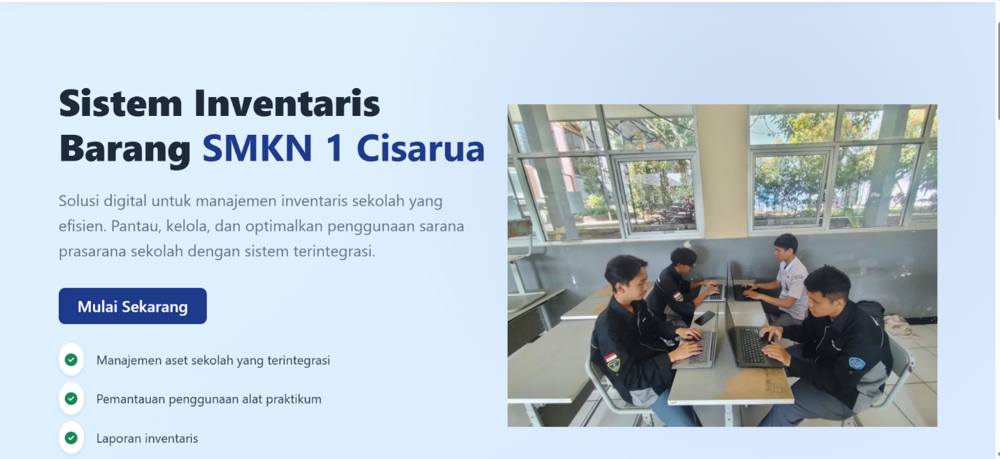 Sistem Inventaris
Barang SMKN 1 Cisarua
Solusi digital untuk manajemen inventaris sekolah yang
efisien. Pantau, kelola, dan optimalkan penggunaan sarana
prasarana sekolah dengan sistem terintegrasi.
Mulai Sekarang
Manajemen aset sekolah yang terintegrasi
Pemantauan penggunaan alat praktikum
Laporan inventaris